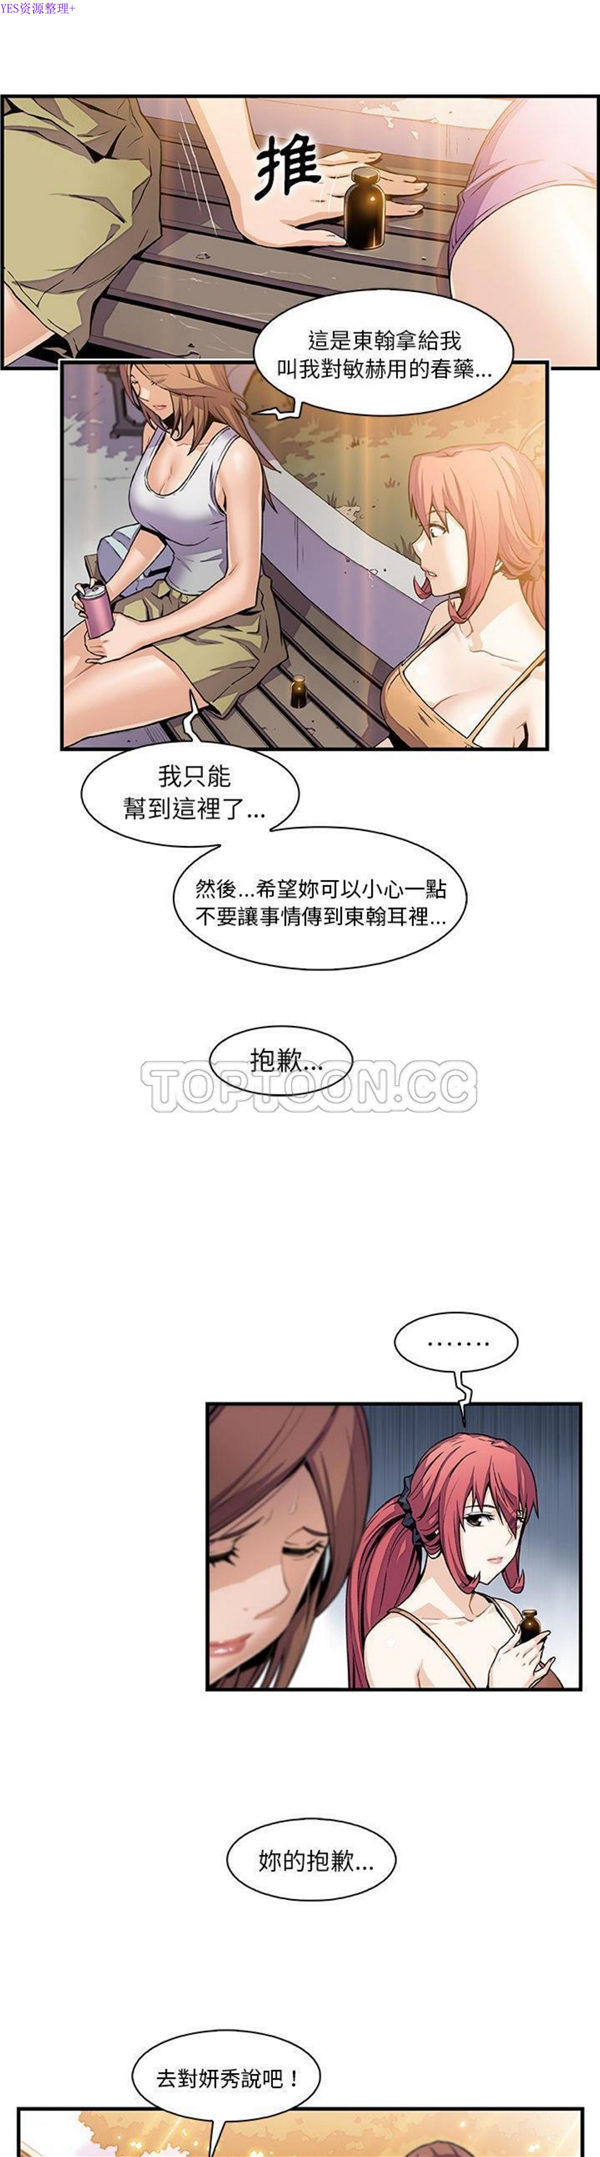 YES资源整理+
推
這是東翰拿給我
叫我對敏赫用的春藥...
我只能
幫到這裡了...
然後...希望妳可以小心一點
不要讓事情傳到東翰耳裡...
抱歉...
TOPTOON.CC
.......
妳的抱歉...
去對妍秀說吧！